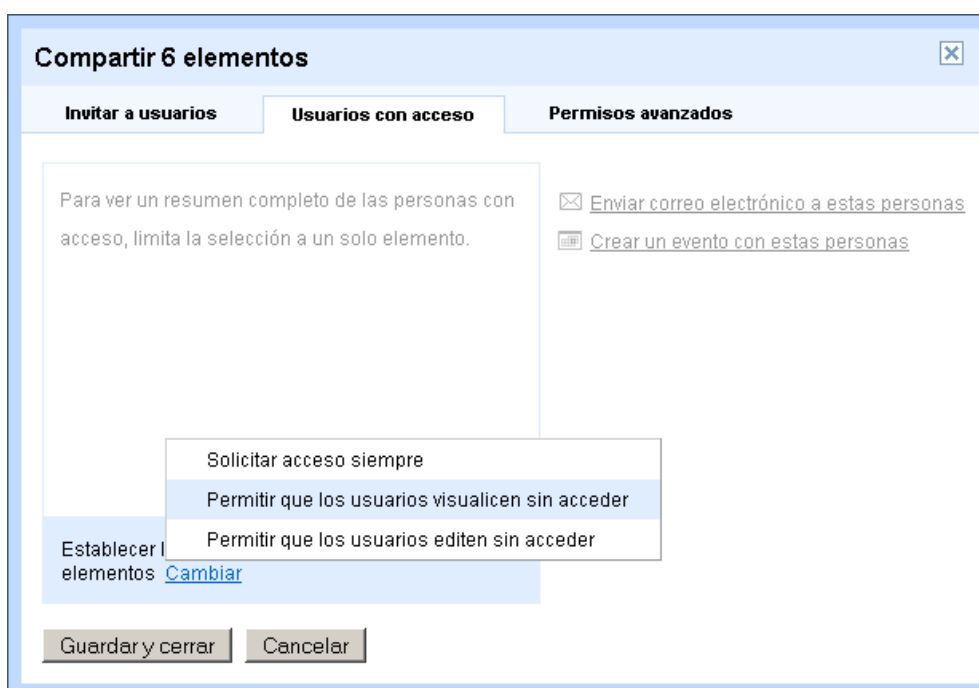 Compartir 6 elementos
Invitar a usuarios
Usuarios con acceso
Permisos avanzados
Para ver un resumen completo de las personas con
acceso, limita la selección a un solo elemento.
Enviar correo electrónico a estas personas
Crear un evento con estas personas
Solicitar acceso siempre
Permitir que los usuarios visualicen sin acceder
Permitir que los usuarios editen sin acceder
Establecer
elementos Cambiar
Guardar y cerrar
Cancelar